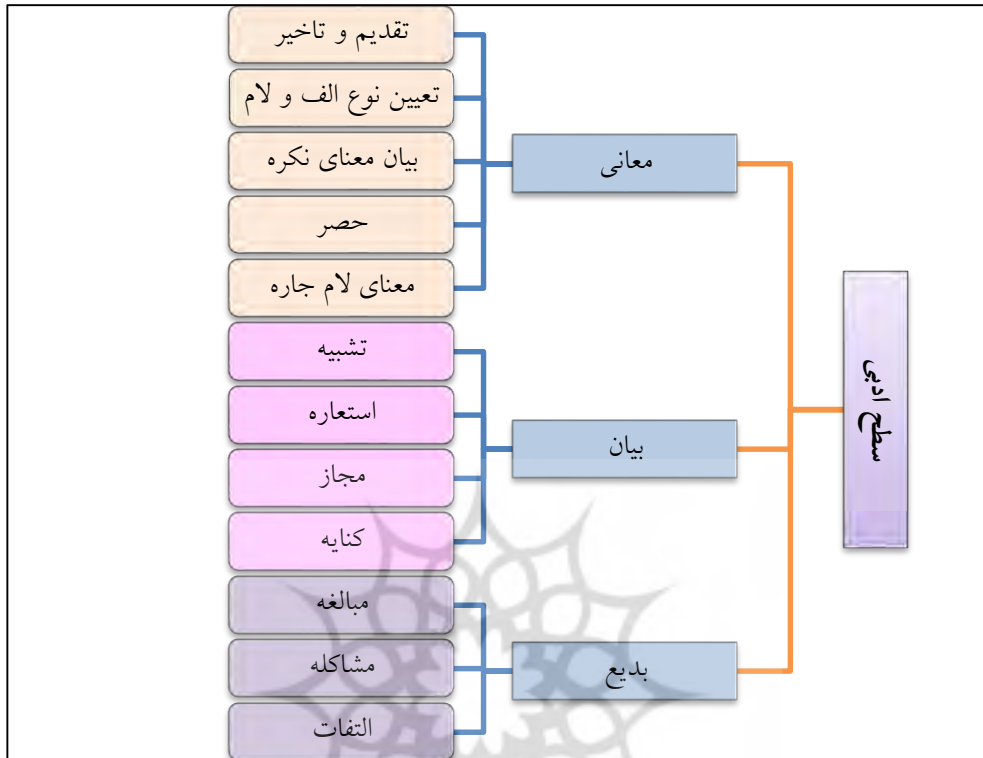 سطح ادبی
معانی
تقدیم و تاخیر
تعیین نوع الف و لام
بیان معنای نکره
حصر
معنای لام جاره
بیان
تشبیه
استعاره
مجاز
کنایه
بدیع
مبالغه
مشاکله
التفات